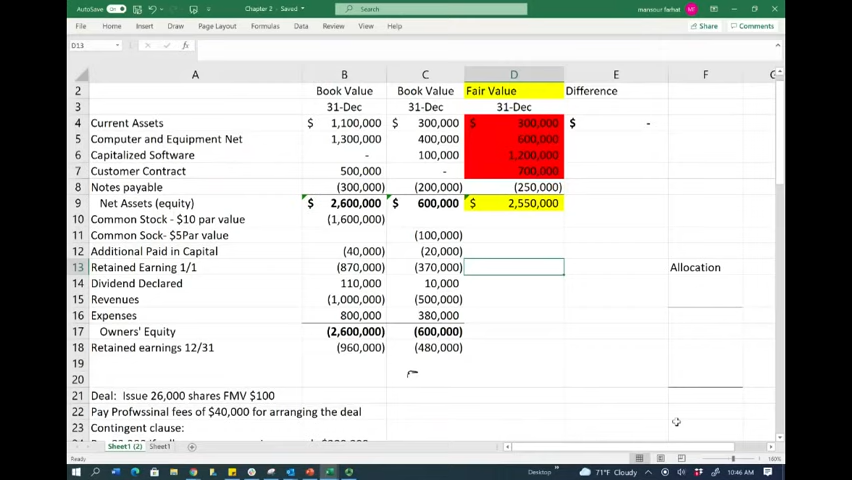 AutoSave On Chapter 2 - Saved Search mansour farhat MF
File Home Insert Draw Page Layout Formulas Data Review View Help Share Comments
D13 fx
A B C D E F
2 Book Value Book Value Fair Value Difference
3 31-Dec 31-Dec 31-Dec
4 Current Assets $ 1,100,000 $ 300,000 $ 300,000 $ -
5 Computer and Equipment Net 1,300,000 400,000 600,000
6 Capitalized Software - 100,000 1,200,000
7 Customer Contract 500,000 - 700,000
8 Notes payable (300,000) (200,000) (250,000)
9 Net Assets (equity) $ 2,600,000 $ 600,000 $ 2,550,000
10 Common Stock - $10 par value (1,600,000)
11 Common Sock- $5Par value (100,000)
12 Additional Paid in Capital (40,000) (20,000)
13 Retained Earning 1/1 (870,000) (370,000) Allocation
14 Dividend Declared 110,000 10,000
15 Revenues (1,000,000) (500,000)
16 Expenses 800,000 380,000
17 Owners' Equity (2,600,000) (600,000)
18 Retained earnings 12/31 (960,000) (480,000)
19
20
21 Deal: Issue 26,000 shares FMV $100
22 Pay Profwssinal fees of $40,000 for arranging the deal
23 Contingent clause:
24
Sheet1 (2) Sheet1
Ready 160%
Desktop 71°F Cloudy 10:46 AM